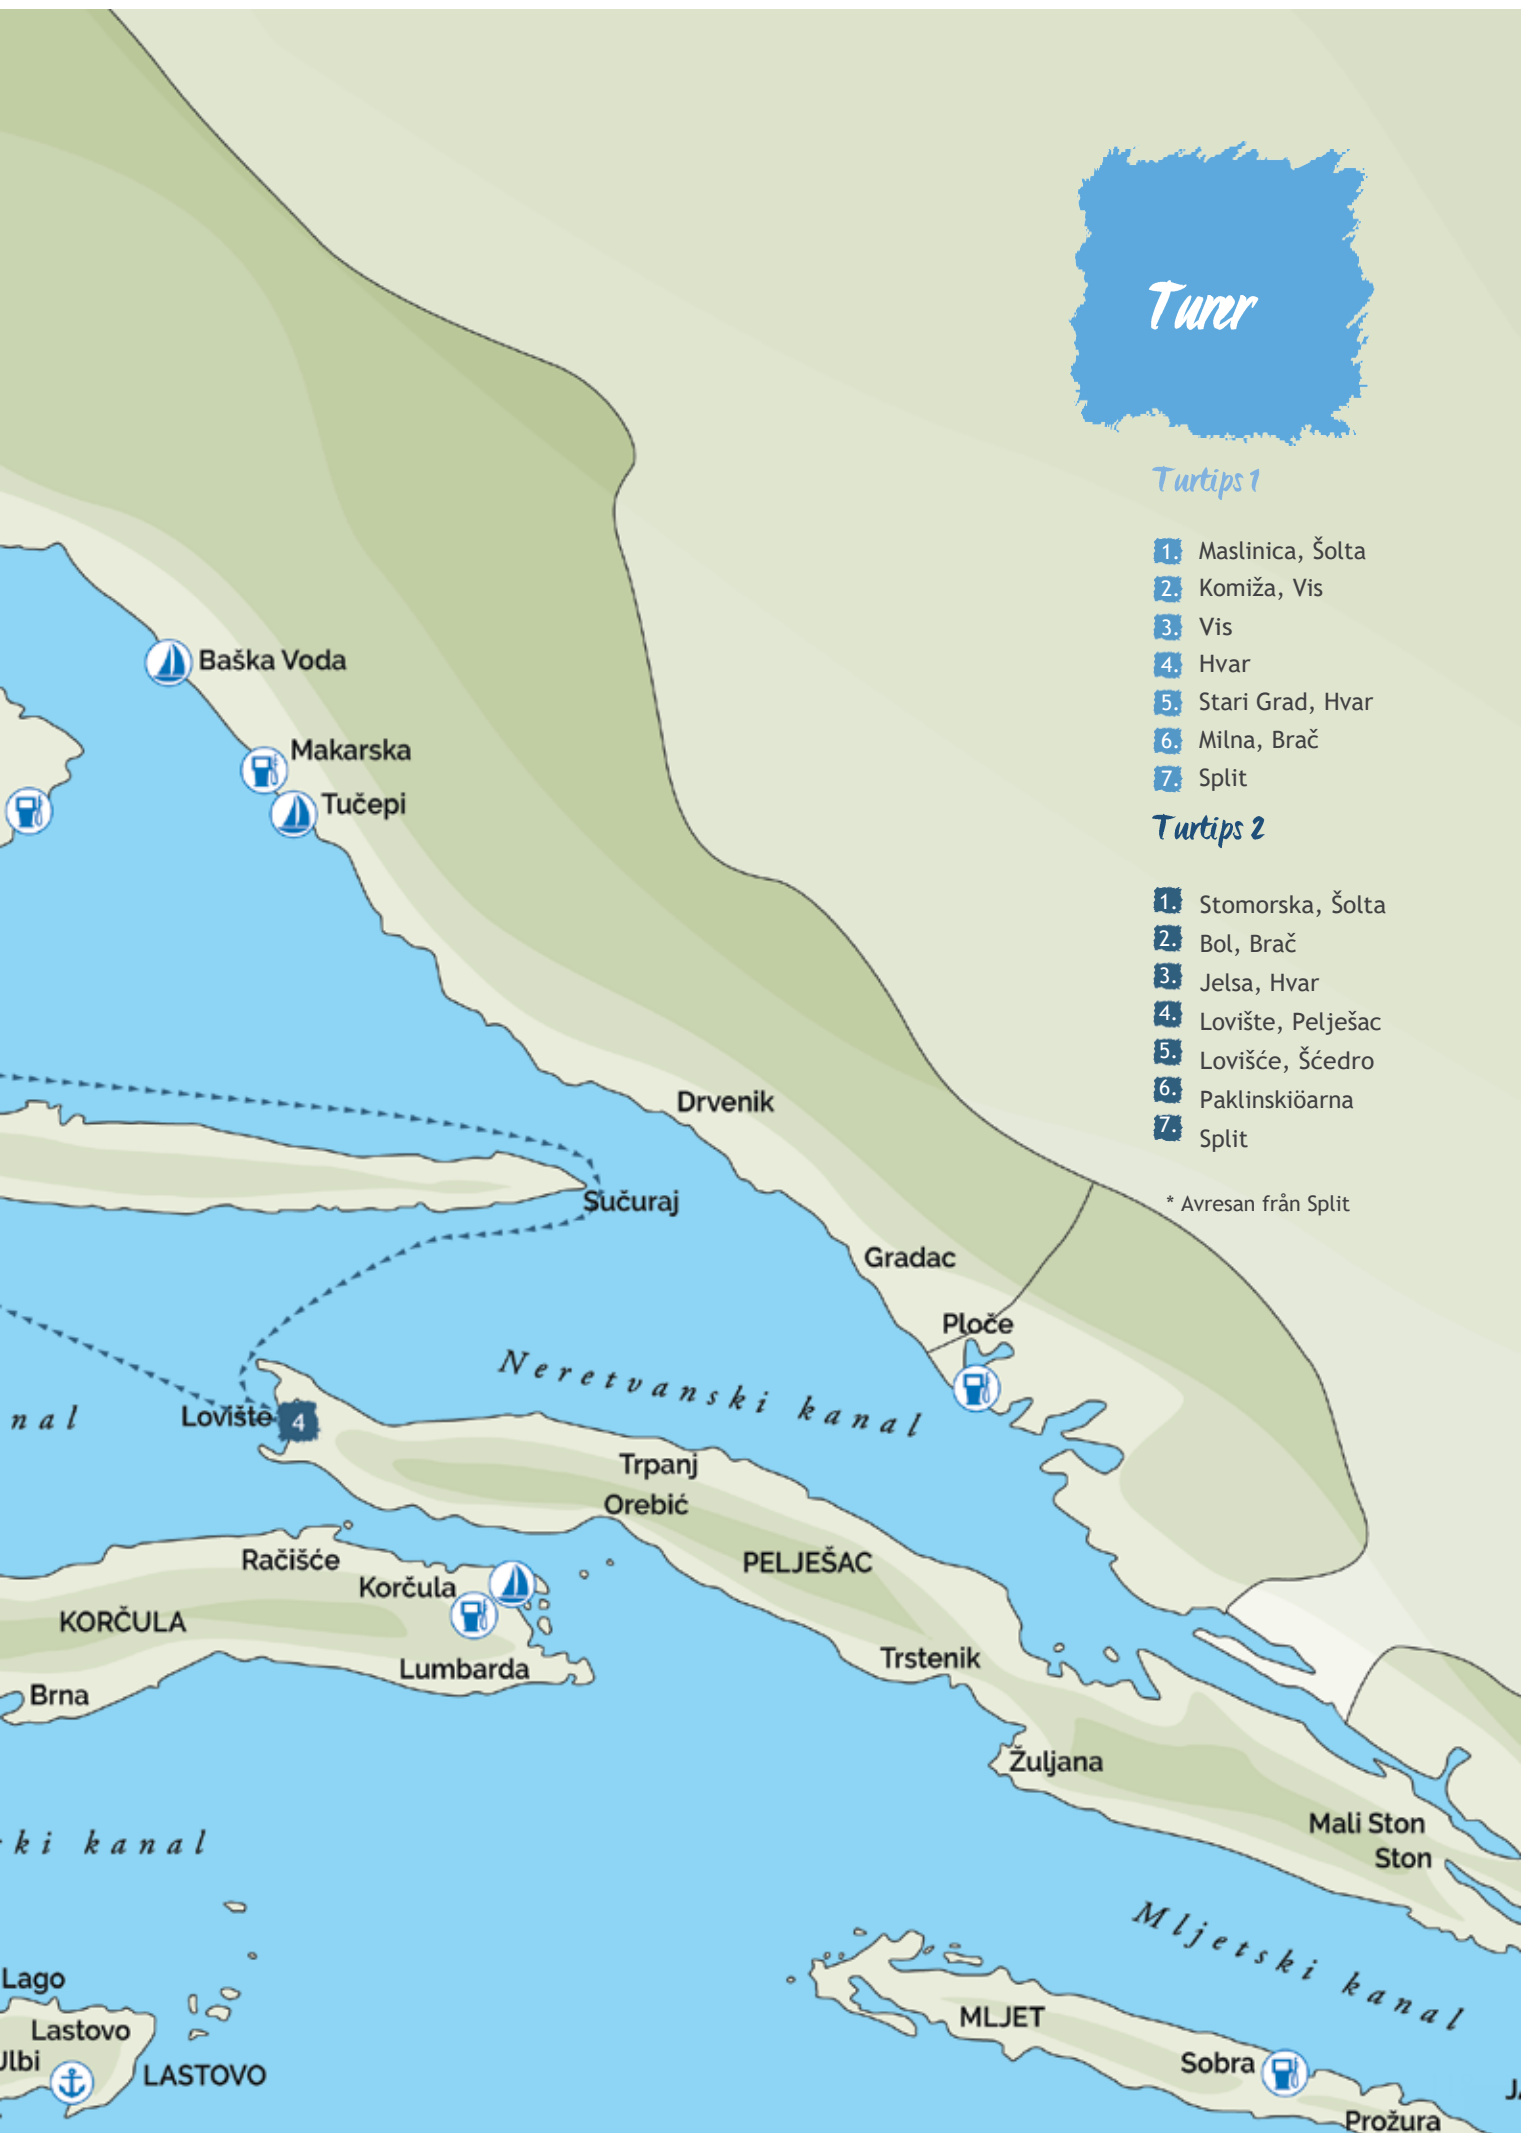 Turer
Turtips 1
1. Maslinica, Šolta
2. Komiža, Vis
3. Vis
4. Hvar
5. Stari Grad, Hvar
6. Milna, Brač
7. Split
Turtips 2
1. Stomorska, Šolta
2. Bol, Brač
3. Jelsa, Hvar
4. Lovište, Pelješac
5. Lovišće, Šćedro
6. Paklinskiöarna
7. Split
* Avresan från Split
Baška Voda
Makarska
Tučepi
Drvenik
Sučuraj
Gradac
Ploče
Neretvanski kanal
nal
Lovište 4
Trpanj
Orebić
PELJEŠAC
Račišće
Korčula
KORČULA
Lumbarda
Brna
Trstenik
Žuljana
Mali Ston
Ston
ki kanal
Mljetski kanal
Lago
Lastovo
Ulbi
LASTOVO
MLJET
Sobra
Prožura